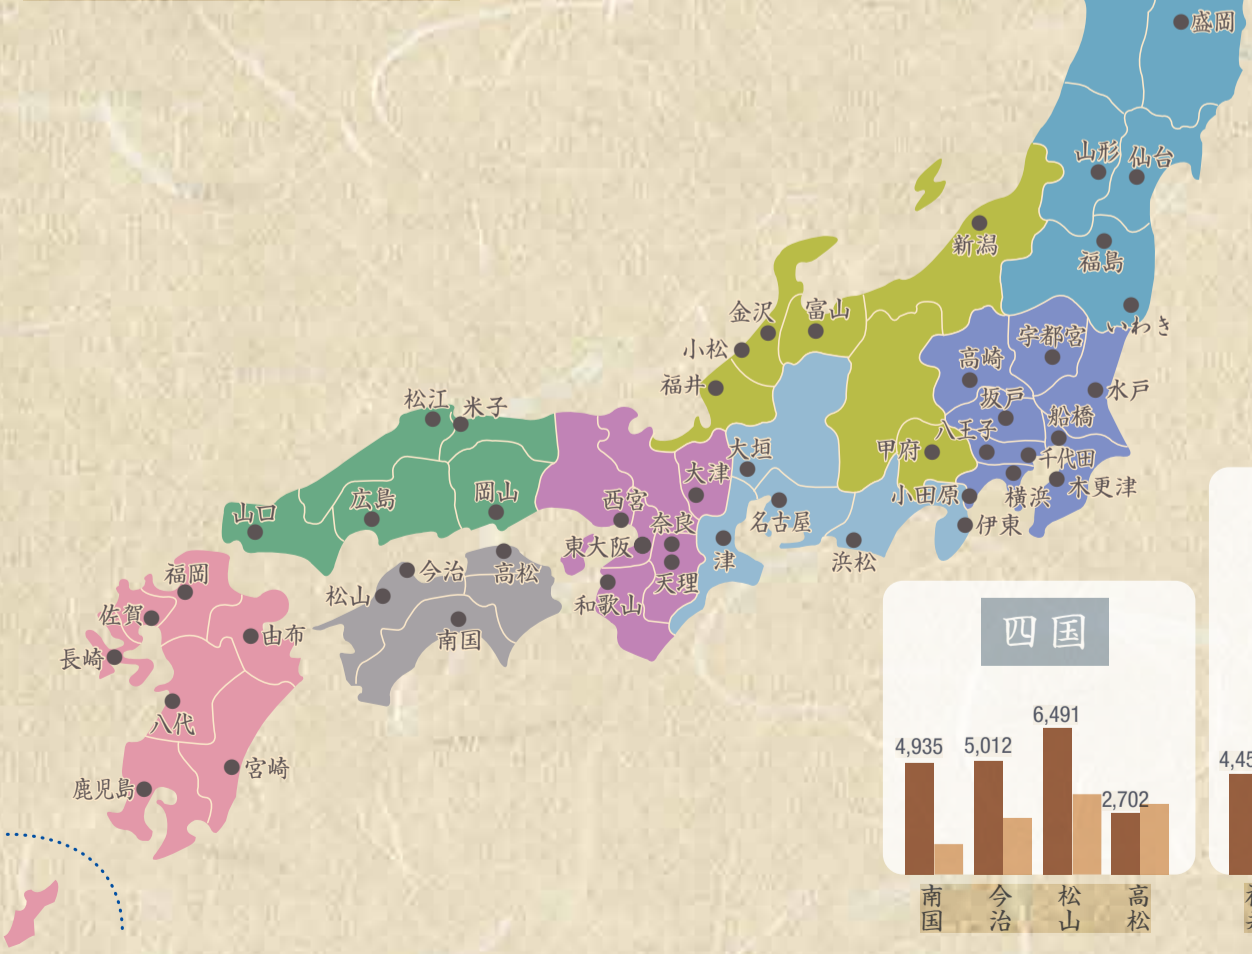 盛岡
山形
仙台
新潟
福島
金沢
富山
いわき
宇都宮
小松
高崎
福井
水戸
坂戸
松江
米子
船橋
八王子
大垣
甲府
千代田
大津
木更津
岡山
広島
西宮
小田原
横浜
山口
名古屋
奈良
伊東
東大阪
津
浜松
今治
高松
福岡
天理
松山
和歌山
佐賀
由布
南国
長崎
八代
宮崎
鹿児島
四国
6,491
4,935
5,012
2,702
南国
今治
松山
高松